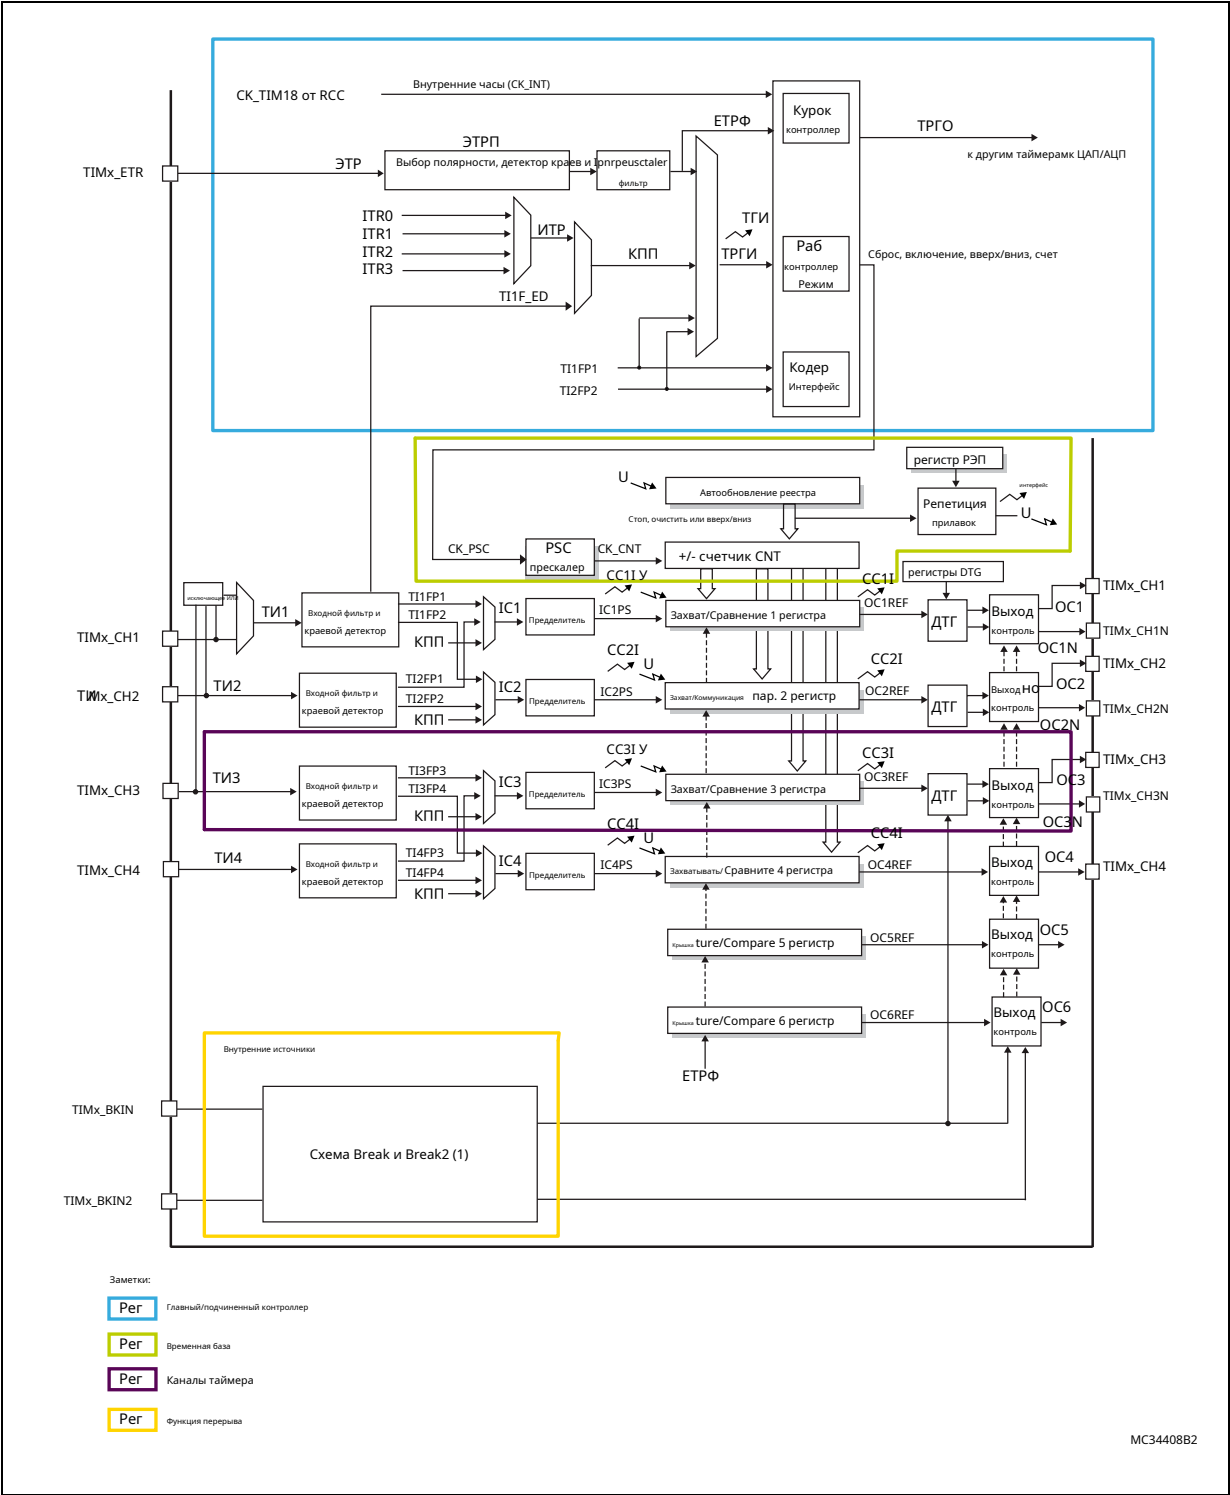 CK_TIM18 от RCC
Внутренние часы (CK_INT)
Курок
контроллер
ЕТРФ
ТРГО
к другим таймерамк ЦАП/АЦП
ЭТРП
TIMx_ETR
ЭТР
Выбор полярности, детектор краев и Ipnrpeusctaler
фильтр
ITR0
ITR1
ITR2
ITR3
ИТР
КПП
ТГИ
ТРГИ
Раб
контроллер
Режим
Сброс, включение, вверх/вниз, счет
TI1F_ED
TI1FP1
TI2FP2
Кодер
Интерфейс
регистр РЭП
U
Автообновление реестра
Репетиция
прилавок
интерфейс
U
Стоп, очистить или вверх/вниз
CK_PSC
PSC
прескалер
CK_CNT
+/- счетчик CNT
регистры DTG
исключающее ИЛИ
ТИ1
Входной фильтр и
краевой детектор
TI1FP1
TI1FP2
КПП
IC1
Предделитель
IC1PS
CC1I У
Захват/Сравнение 1 регистра
CC1I
OC1REF
ДТГ
Выход
контроль
OC1
OC1N
TIMx_CH1
TIMx_CH1N
TIMx_CH1
TIMx_CH2
ТИ2
Входной фильтр и
краевой детектор
TI2FP1
TI2FP2
КПП
IC2
Предделитель
IC2PS
CC2I
U
Захват/Коммуникация пар. 2 регистр
CC2I
OC2REF
ДТГ
Выход но
контроль
OC2
OC2N
TIMx_CH2
TIMx_CH2N
TIMx_CH3
ТИ3
Входной фильтр и
краевой детектор
TI3FP3
TI3FP4
КПП
IC3
Предделитель
IC3PS
CC3I У
Захват/Сравнение 3 регистра
CC3I
OC3REF
ДТГ
Выход
контроль
OC3
OC3N
TIMx_CH3
TIMx_CH3N
TIMx_CH4
ТИ4
Входной фильтр и
краевой детектор
TI4FP3
TI4FP4
КПП
IC4
Предделитель
IC4PS
CC4I
U
Захватывать/ Сравните 4 регистра
CC4I
OC4REF
Выход
контроль
OC4
TIMx_CH4
Крышка ture/Compare 5 регистр
OC5REF
Выход
контроль
OC5
Крышка ture/Compare 6 регистр
OC6REF
Выход
контроль
OC6
ЕТРФ
Внутренние источники
TIMx_BKIN
Схема Break и Break2 (1)
TIMx_BKIN2
Заметки:
Рег Главный/подчиненный контроллер
Рег Временная база
Рег Каналы таймера
Рег Функция перерыва
MC34408B2